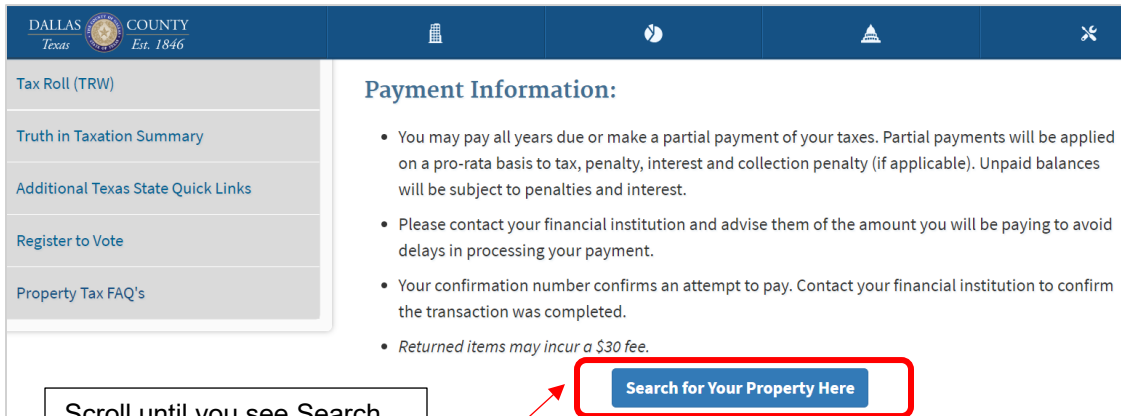 DALLAS COUNTY
Texas Est. 1846
Tax Roll (TRW)
Truth in Taxation Summary
Additional Texas State Quick Links
Register to Vote
Property Tax FAQ's
Payment Information:
• You may pay all years due or make a partial payment of your taxes. Partial payments will be applied
on a pro-rata basis to tax, penalty, interest and collection penalty (if applicable). Unpaid balances
will be subject to penalties and interest.
• Please contact your financial institution and advise them of the amount you will be paying to avoid
delays in processing your payment.
• Your confirmation number confirms an attempt to pay. Contact your financial institution to confirm
the transaction was completed.
• Returned items may incur a $30 fee.
Search for Your Property Here
Scroll until you see Search